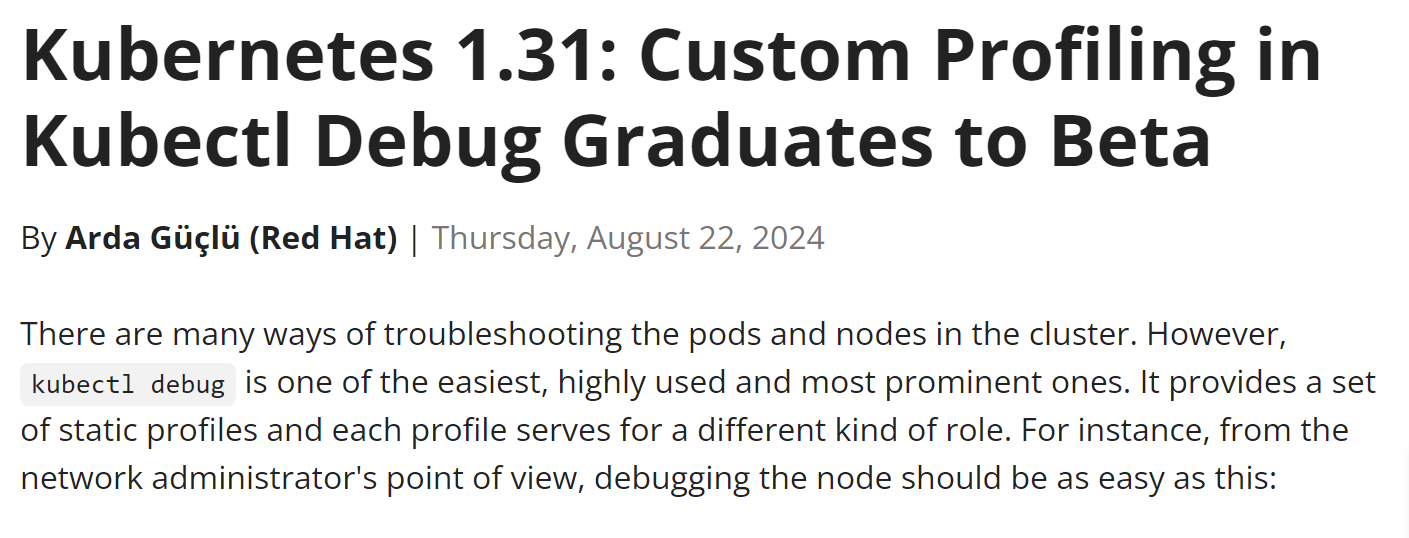 Kubernetes 1.31: Custom Profiling in
Kubectl Debug Graduates to Beta
By Arda Güçlü (Red Hat) | Thursday, August 22, 2024
There are many ways of troubleshooting the pods and nodes in the cluster. However,
kubectl debug is one of the easiest, highly used and most prominent ones. It provides a set
of static profiles and each profile serves for a different kind of role. For instance, from the
network administrator's point of view, debugging the node should be as easy as this: